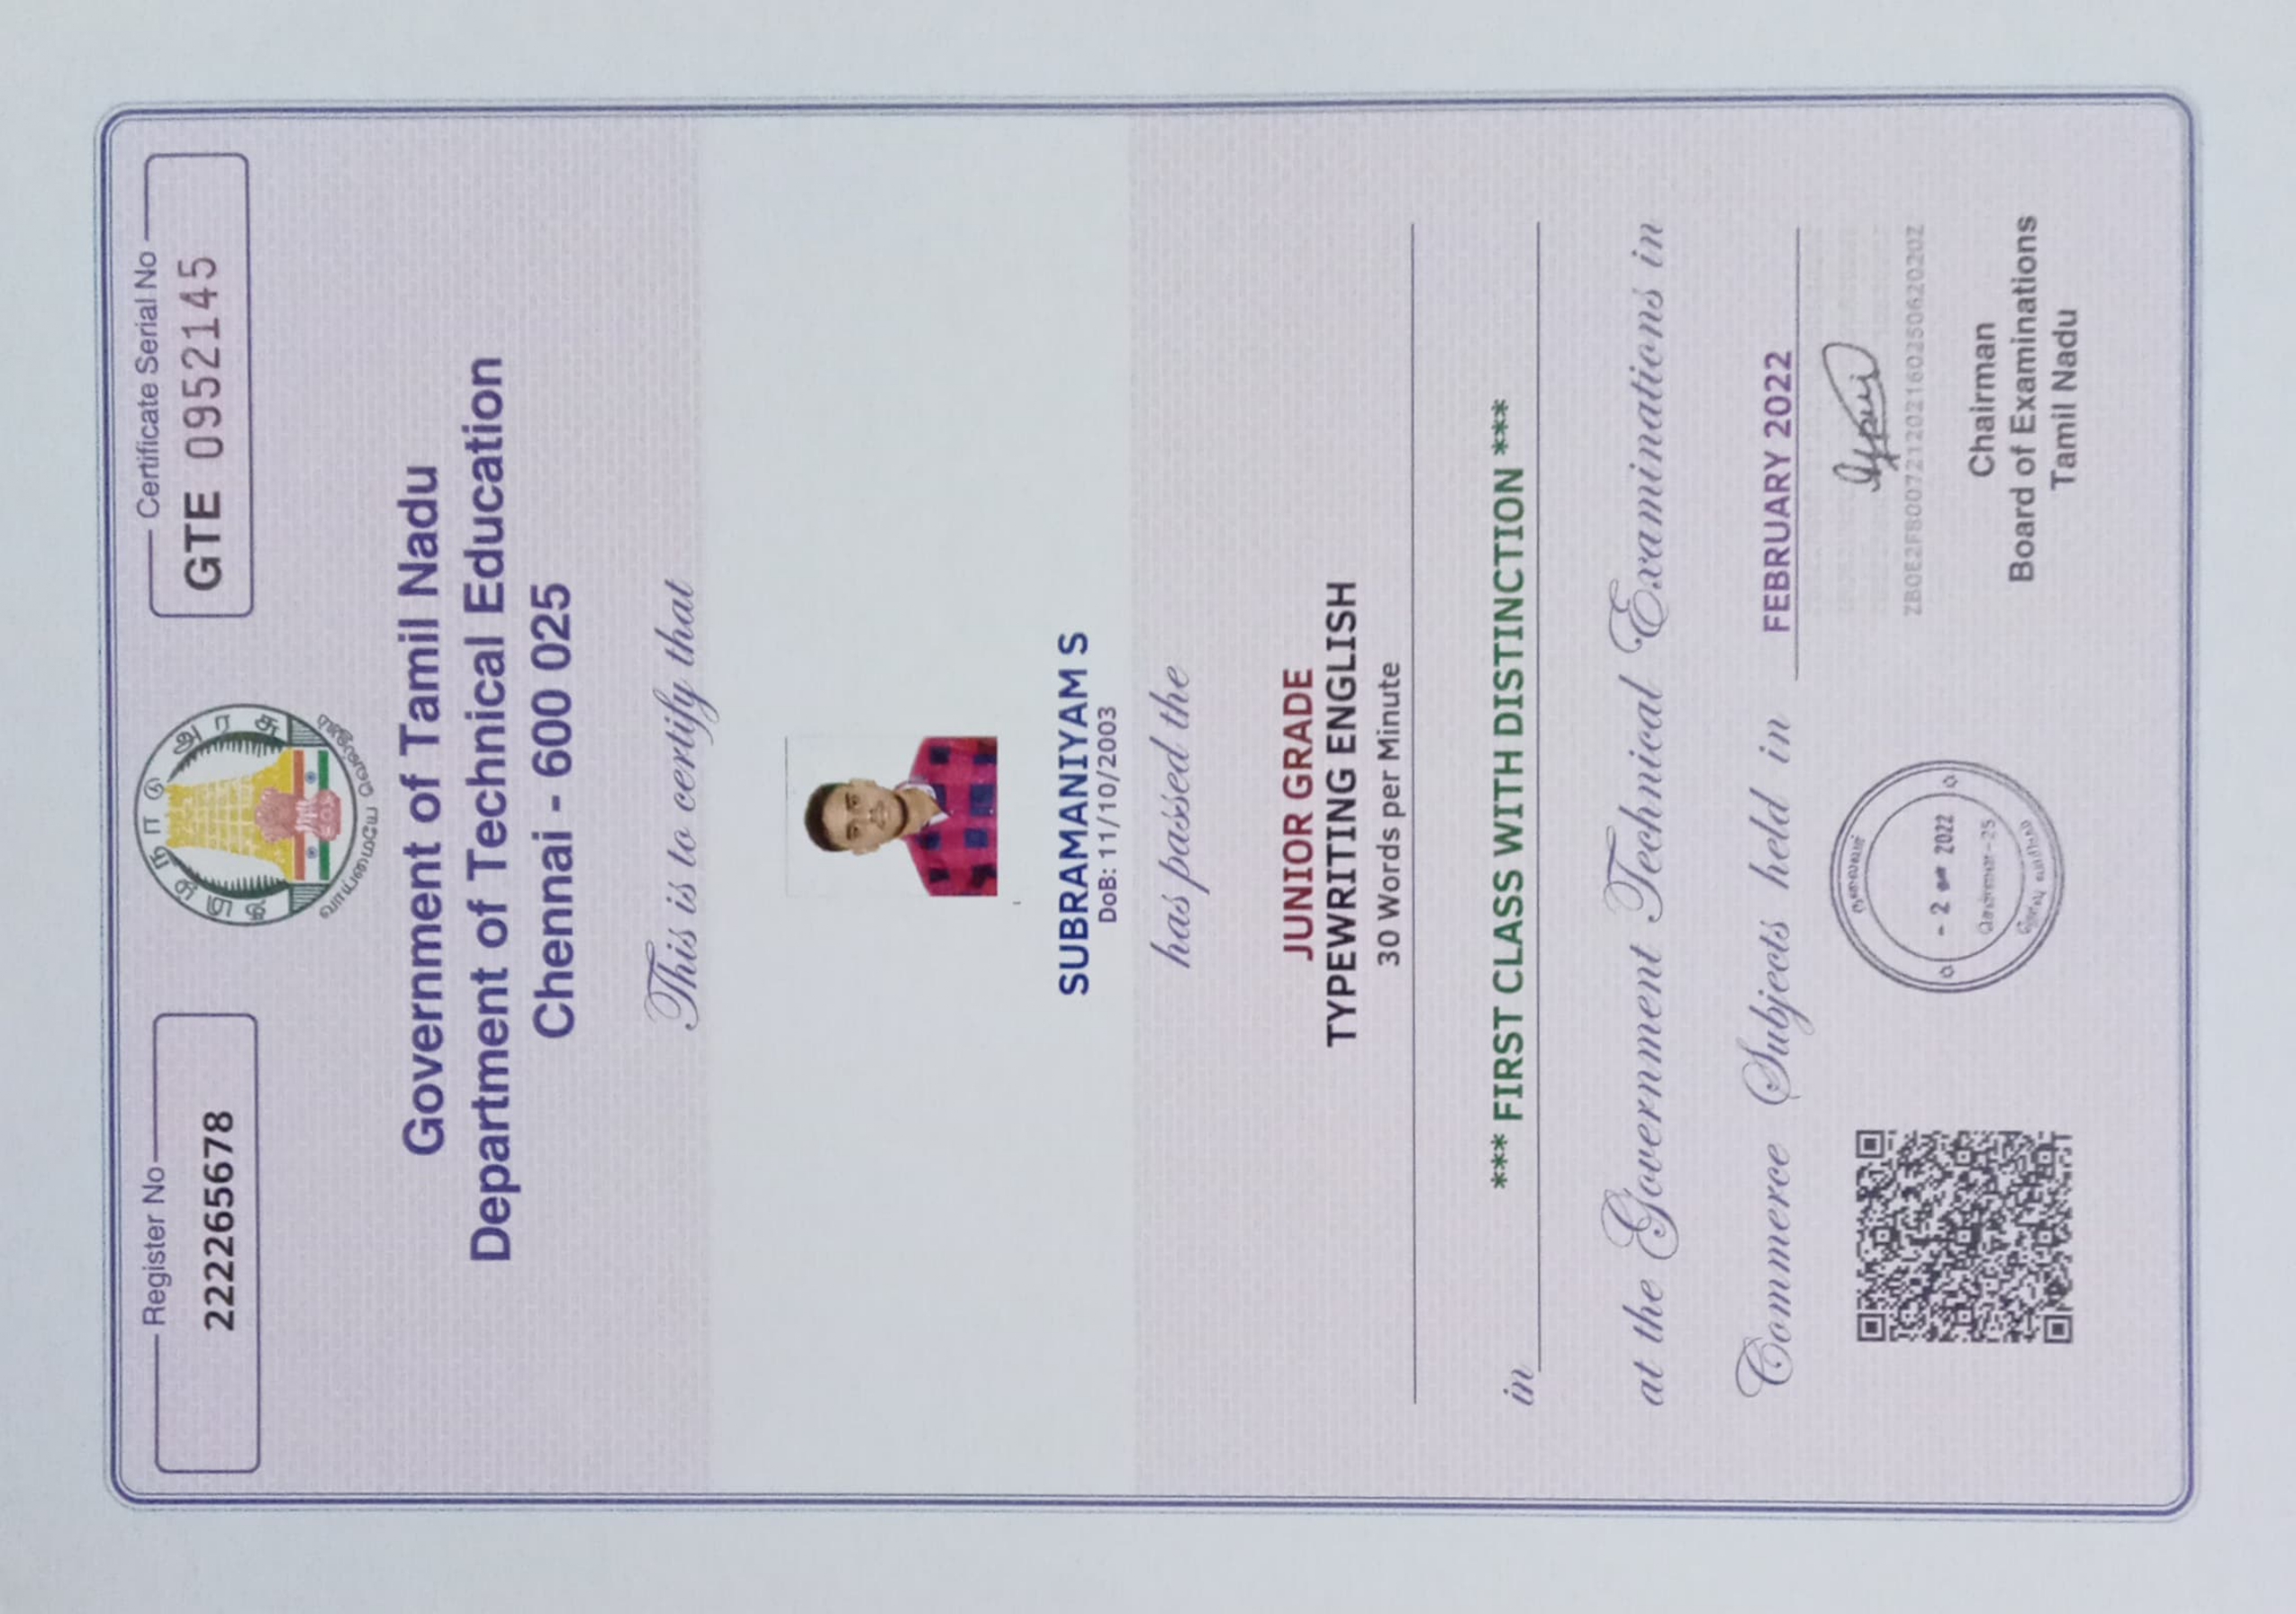 Register No
222265678
தமிழ்நாடு அரசு
வாய்மையே வெல்லும்
Certificate Serial No
GTE 0952145
Government of Tamil Nadu
Department of Technical Education
Chennai - 600 025
This is to certify that
SUBRAMANIYAM S
DoB: 11/10/2003
has passed the
JUNIOR GRADE
TYPEWRITING ENGLISH
30 Words per Minute
in *** FIRST CLASS WITH DISTINCTION ***
at the Government Technical Examinations in
Commerce Subjects held in FEBRUARY 2022
தலைவர்
- 2 2022
சென்னை-25
தேர்வு வாரியம்
ZB0E2F80072120216025062020Z
Chairman
Board of Examinations
Tamil Nadu